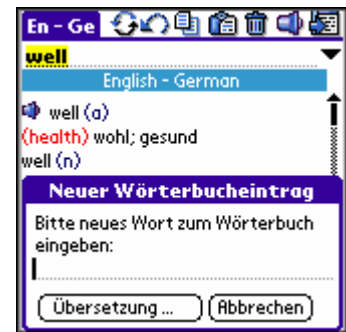 En - Ge
well
English - German
well (a)
(health) wohl; gesund
well (n)
Neuer Wörterbucheintrag
Bitte neues Wort zum Wörterbuch
eingeben:
Übersetzung ... Abbrechen